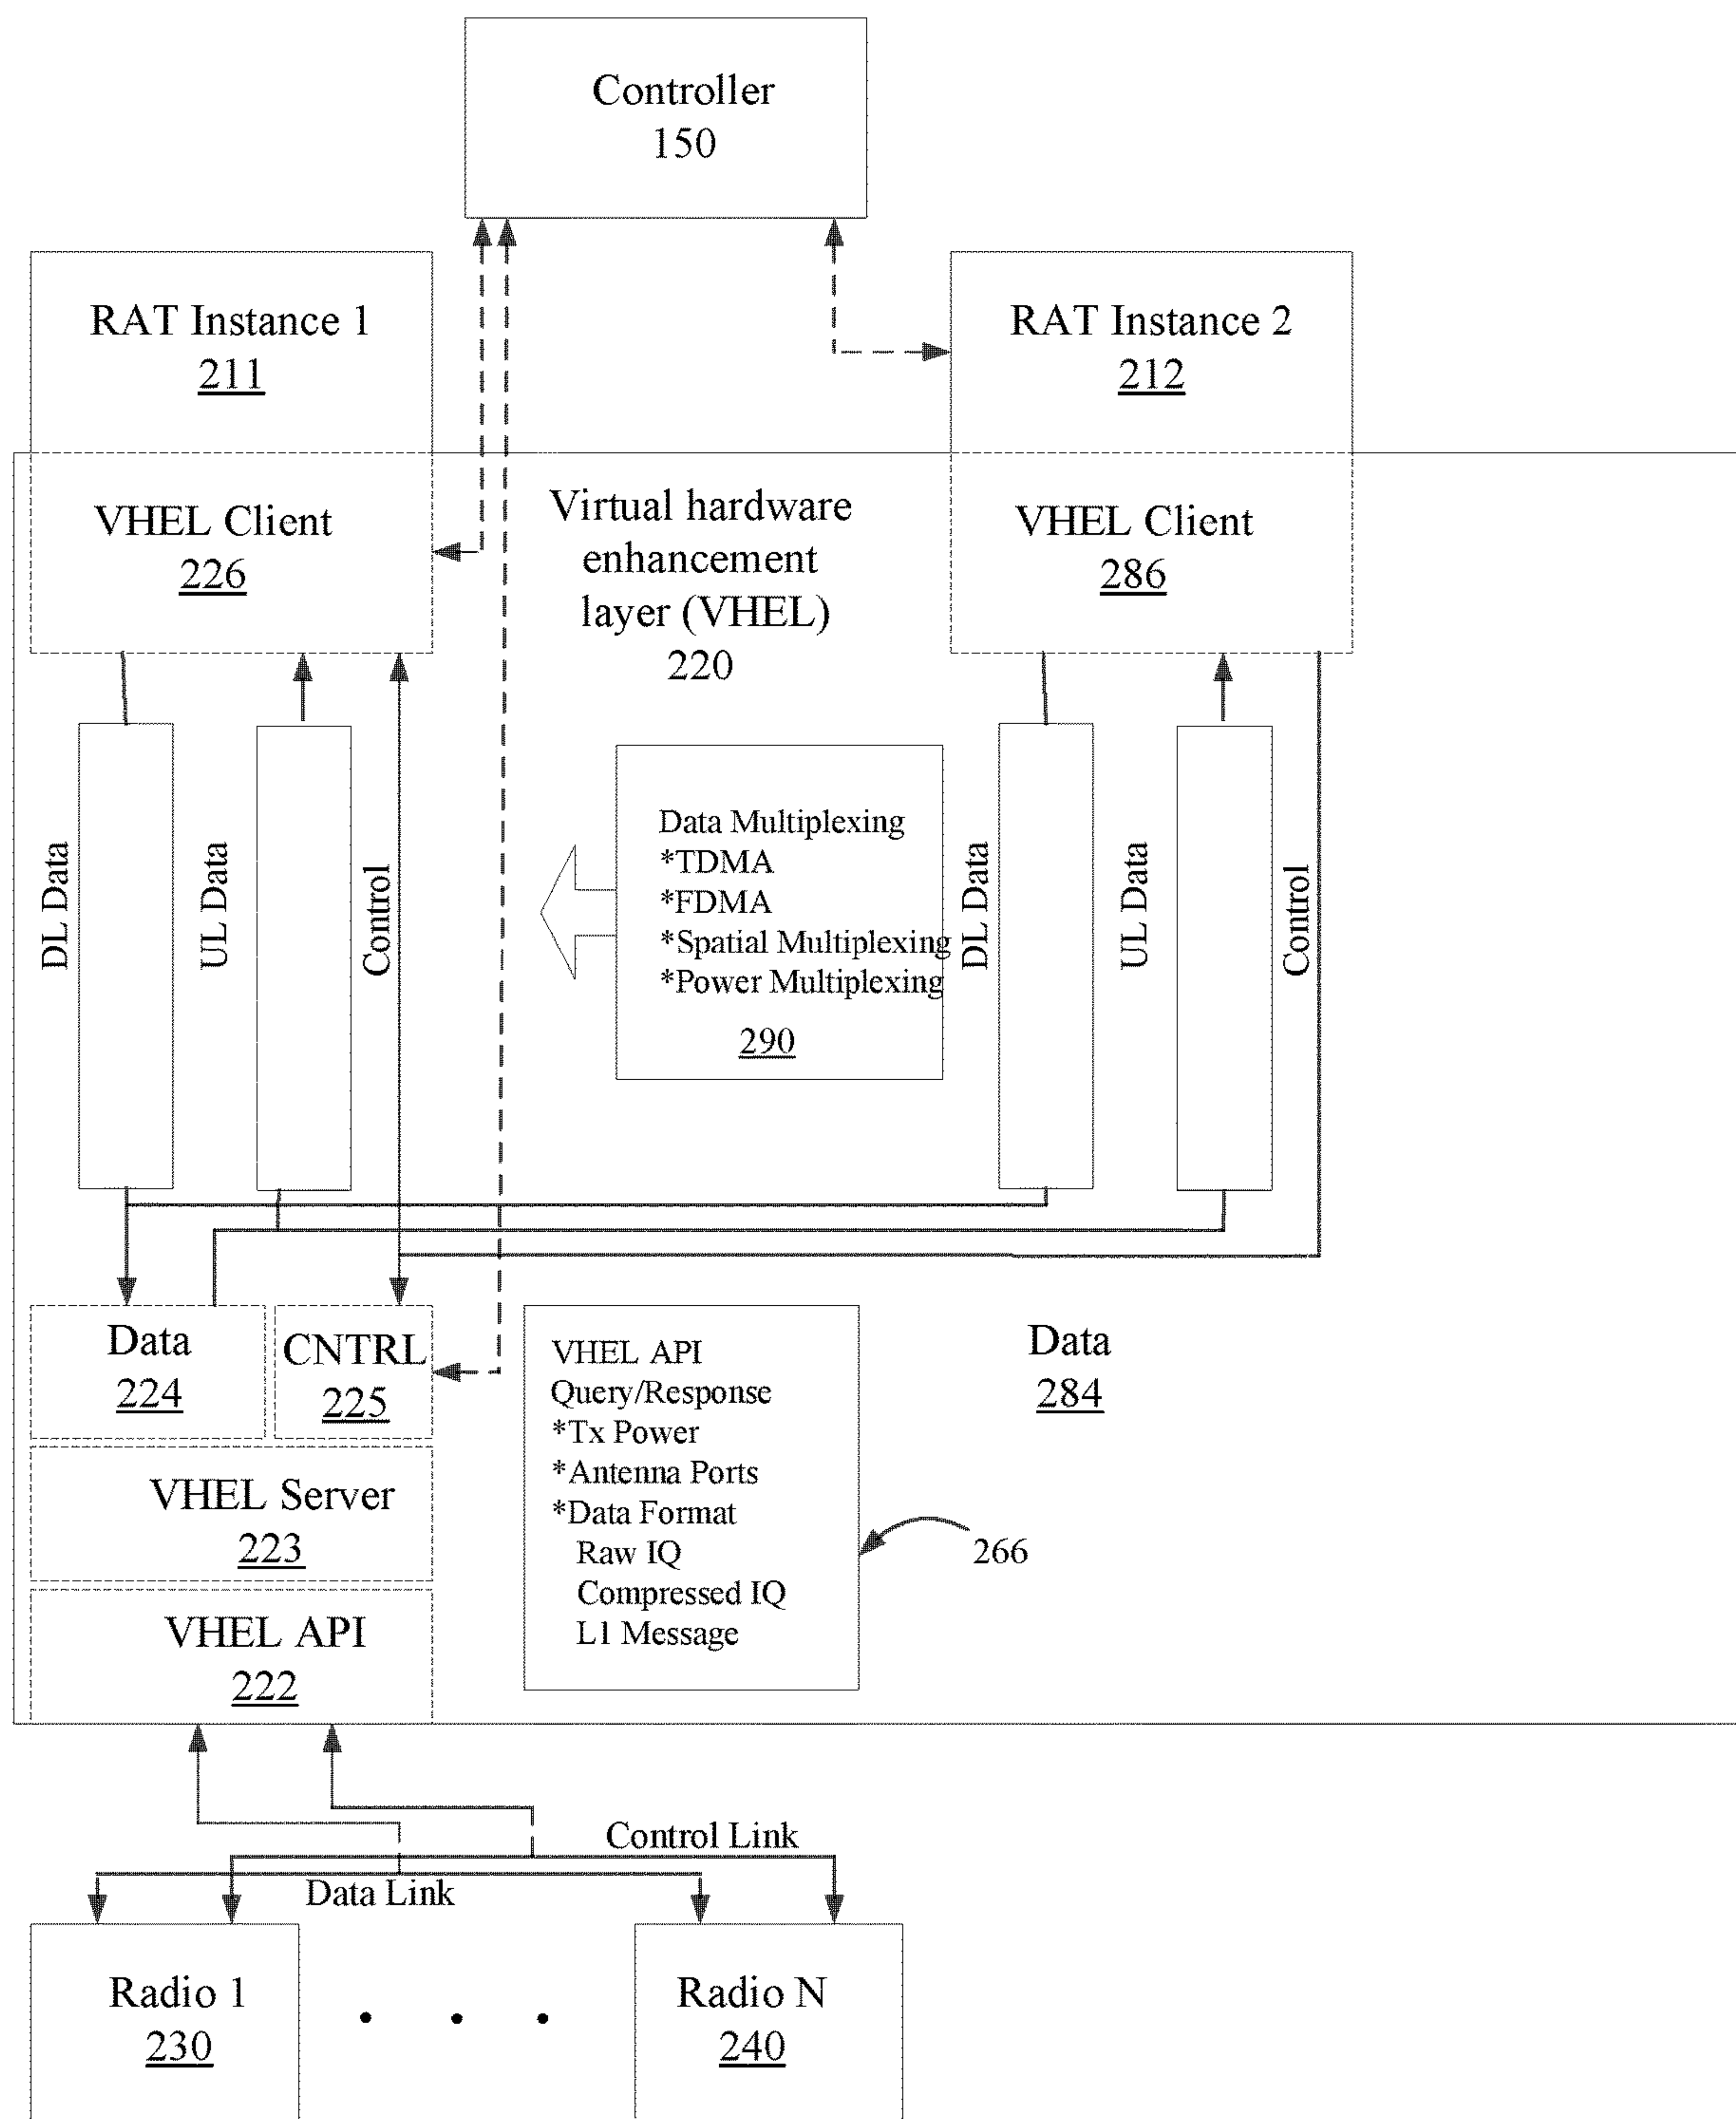 Controller
150
RAT Instance 1
211
RAT Instance 2
212
VHEL Client
226
Virtual hardware
enhancement
layer (VHEL)
220
VHEL Client
286
DL Data
UL Data
Control
Data Multiplexing
*TDMA
*FDMA
*Spatial Multiplexing
*Power Multiplexing
290
DL Data
UL Data
Control
Data
224
CNTRL
225
VHEL Server
223
VHEL API
222
VHEL API
Query/Response
*Tx Power
*Antenna Ports
*Data Format
Raw IQ
Compressed IQ
L1 Message
266
Data
284
Control Link
Data Link
Radio 1
230
Radio N
240